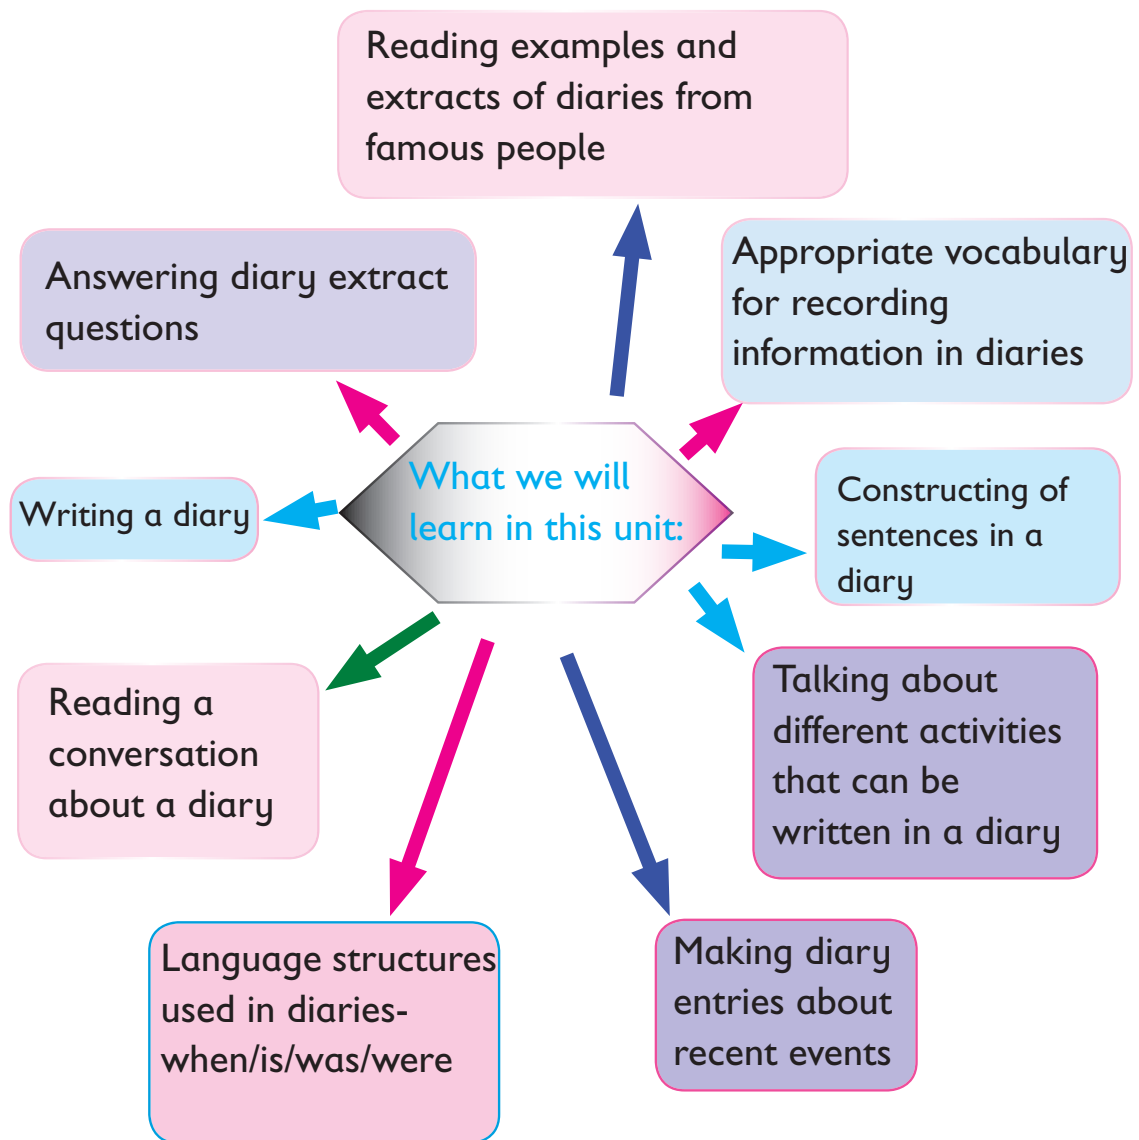 Reading examples and
extracts of diaries from
famous people
Answering diary extract
questions
Appropriate vocabulary
for recording
information in diaries
What we will
learn in this unit:
Writing a diary
Constructing of
sentences in a
diary
Reading a
conversation
about a diary
Talking about
different activities
that can be
written in a diary
Language structures
used in diaries-
when/is/was/were
Making diary
entries about
recent events